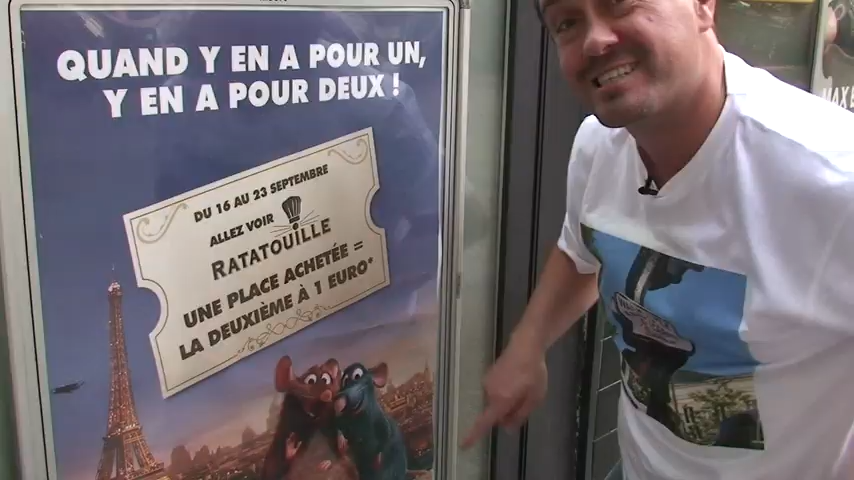 QUAND Y EN A POUR UN,
Y EN A POUR DEUX !
DU 16 AU 23 SEPTEMBRE
ALLEZ VOIR
RATATOUILLE
UNE PLACE ACHETÉE =
LA DEUXIÈME À 1 EURO*